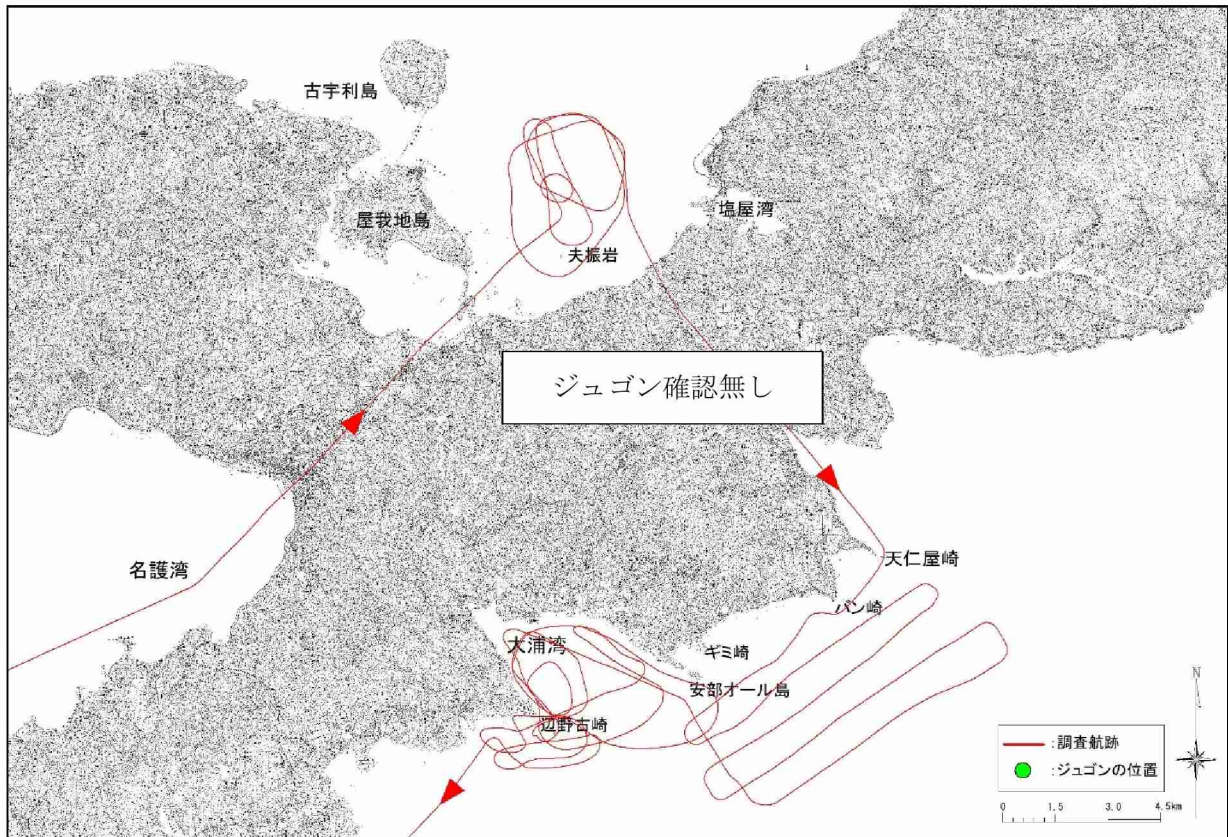 古宇利島
屋我地島
塩屋湾
夫振岩
ジュゴン確認無し
名護湾
天仁屋崎
バン崎
大浦湾
ギミ崎
安部オール島
辺野古崎
N
:調査航跡
:ジュゴンの位置
0 1.5 3.0 4.5km